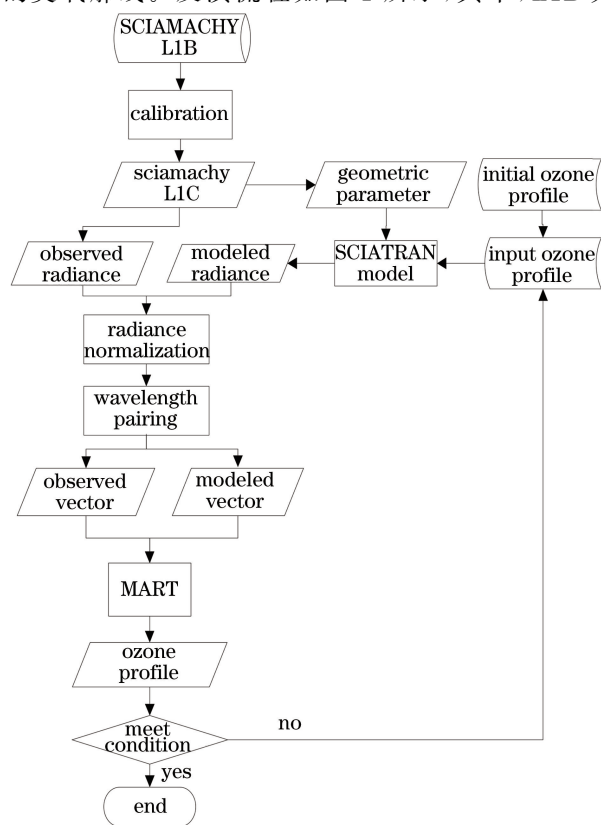 SCIAMACHY
L1B
calibration
sciamachy
L1C
geometric
parameter
initial ozone
profile
observed
radiance
modeled
radiance
SCIATRAN
model
input ozone
profile
radiance
normalization
wavelength
pairing
observed
vector
modeled
vector
MART
ozone
profile
meet
condition
no
yes
end